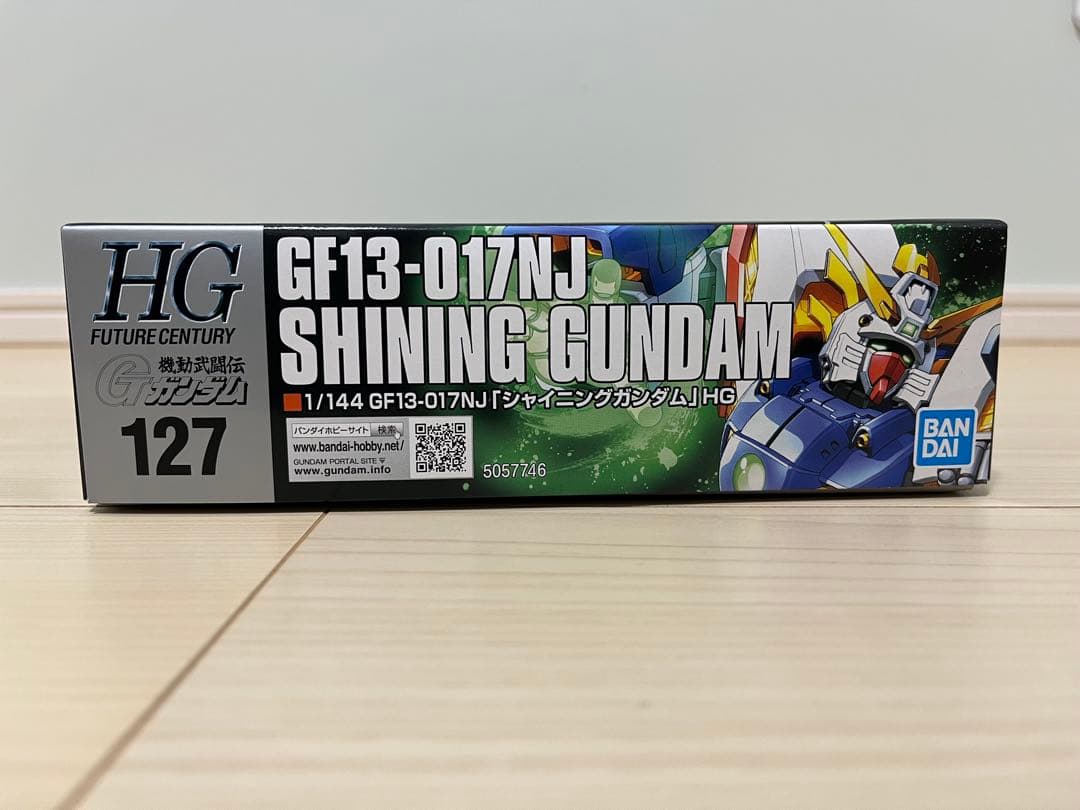 HG
FUTURE CENTURY
機動武闘伝
Gガンダム
127
GF13-017NJ
SHINING GUNDAM
■1/144 GF13-017NJ「シャイニングガンダム」HG
バンダイホビーサイト 検索
www.bandai-hobby.net/
GUNDAM PORTAL SITE ▼
www.gundam.info
5057746
BAN
DAI